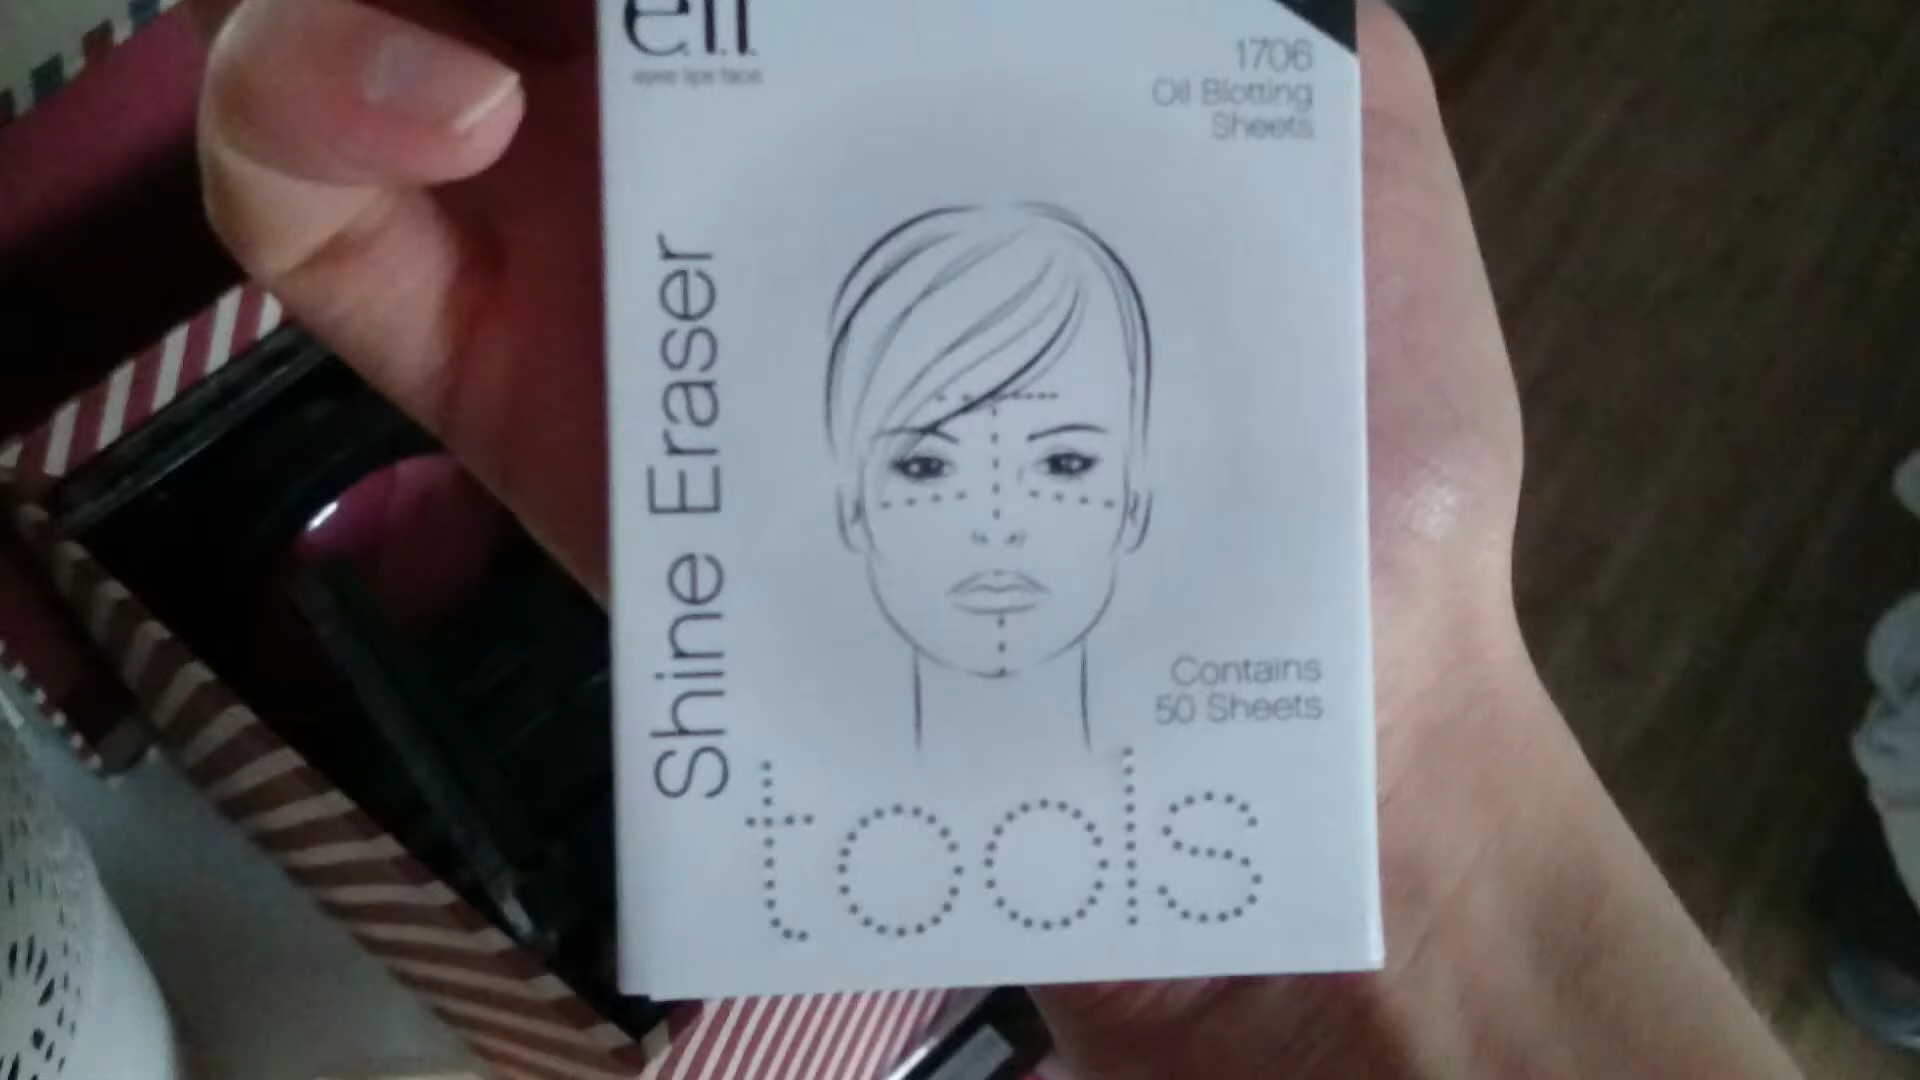 e.l.f.
eyes lips face
1706
Oil Blotting
Sheets
Shine Eraser
Contains
50 Sheets
tools